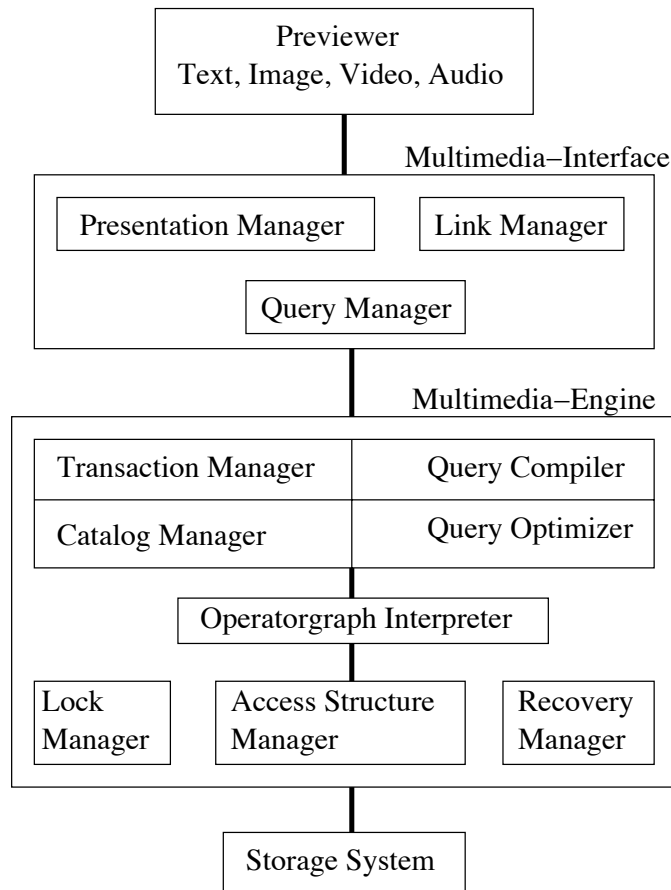 Previewer
Text, Image, Video, Audio
Multimedia–Interface
Presentation Manager
Link Manager
Query Manager
Multimedia–Engine
Transaction Manager
Query Compiler
Catalog Manager
Query Optimizer
Operatorgraph Interpreter
Lock
Manager
Access Structure
Manager
Recovery
Manager
Storage System